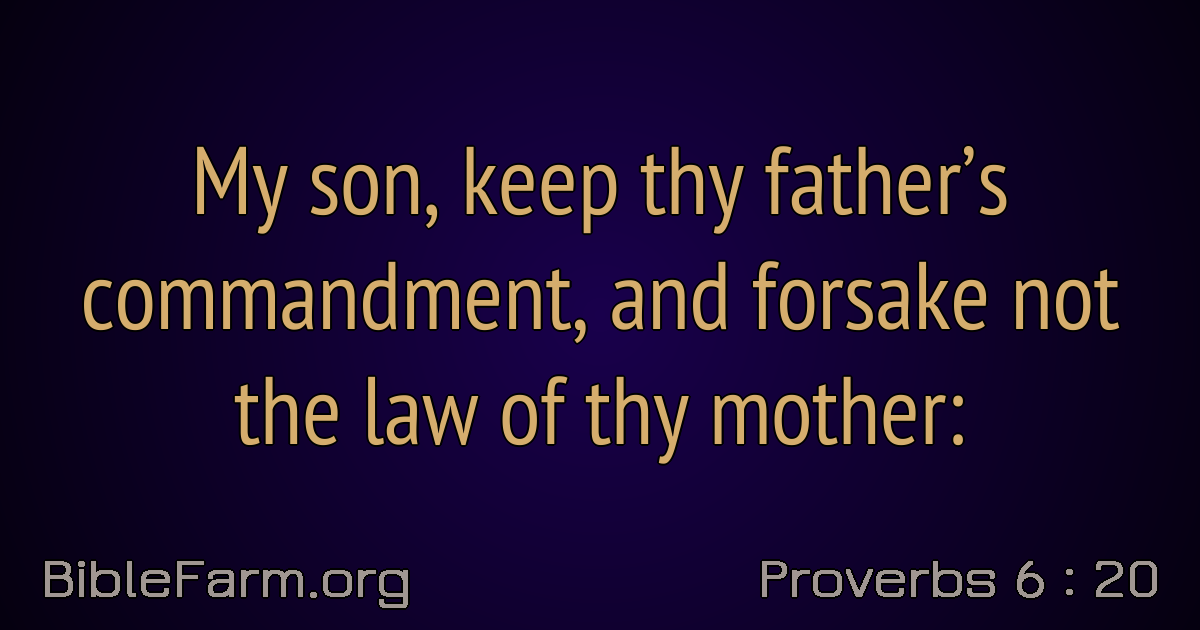 My son, keep thy father’s
commandment, and forsake not
the law of thy mother:
BibleFarm.org
Proverbs 6 : 20